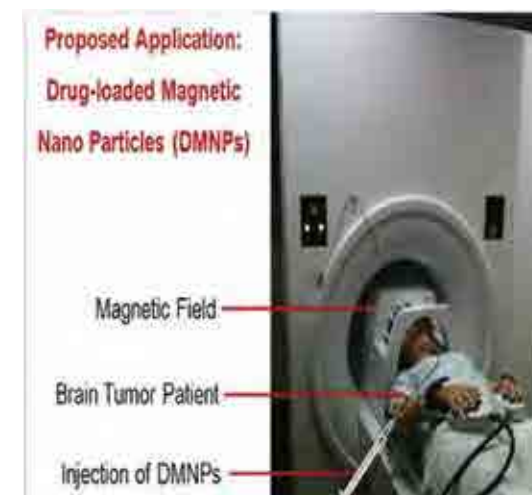 Proposed Application:
Drug-loaded Magnetic
Nano Particles (DMNPs)
Magnetic Field
Brain Tumor Patient
Injection of DMNPs